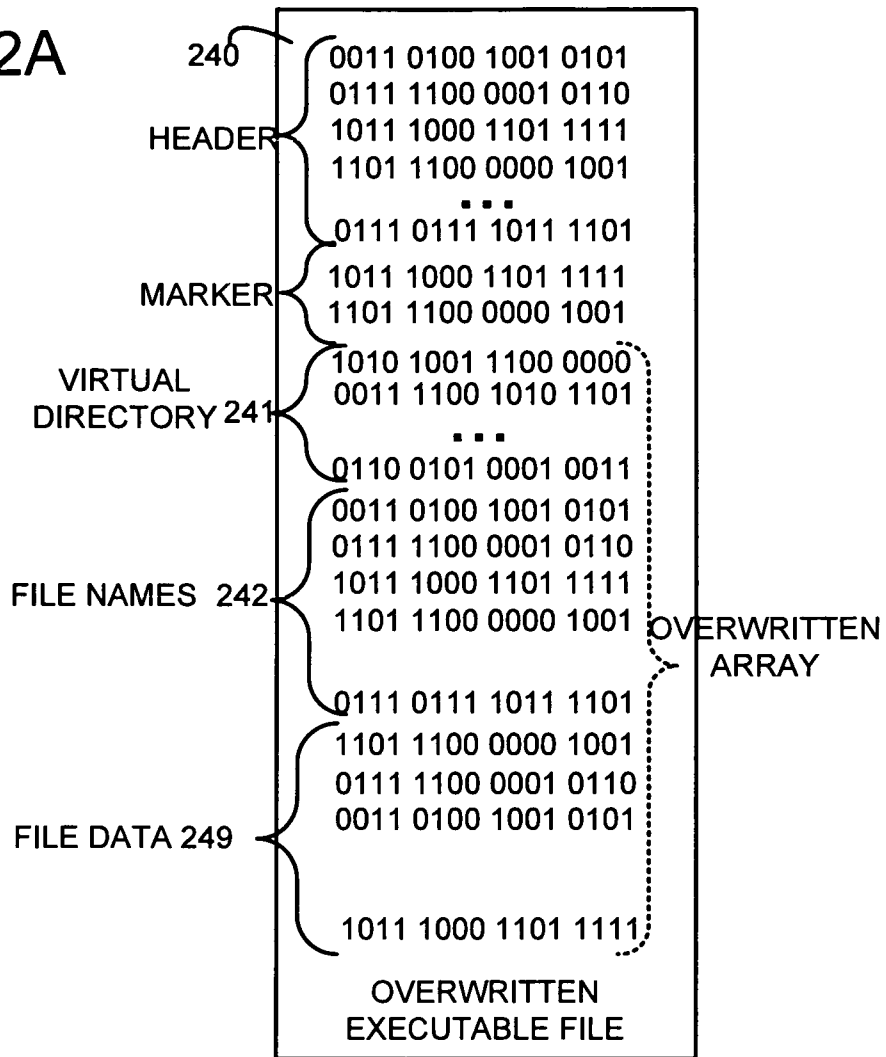 2A
240
0011 0100 1001 0101
0111 1100 0001 0110
HEADER
1011 1000 1101 1111
1101 1100 0000 1001
...
0111 0111 1011 1101
MARKER
1011 1000 1101 1111
1101 1100 0000 1001
VIRTUAL
DIRECTORY 241
1010 1001 1100 0000
0011 1100 1010 1101
...
0110 0101 0001 0011
FILE NAMES 242
0011 0100 1001 0101
0111 1100 0001 0110
1011 1000 1101 1111
1101 1100 0000 1001
OVERWRITTEN
ARRAY
0111 0111 1011 1101
FILE DATA 249
1101 1100 0000 1001
0111 1100 0001 0110
0011 0100 1001 0101
1011 1000 1101 1111
OVERWRITTEN
EXECUTABLE FILE